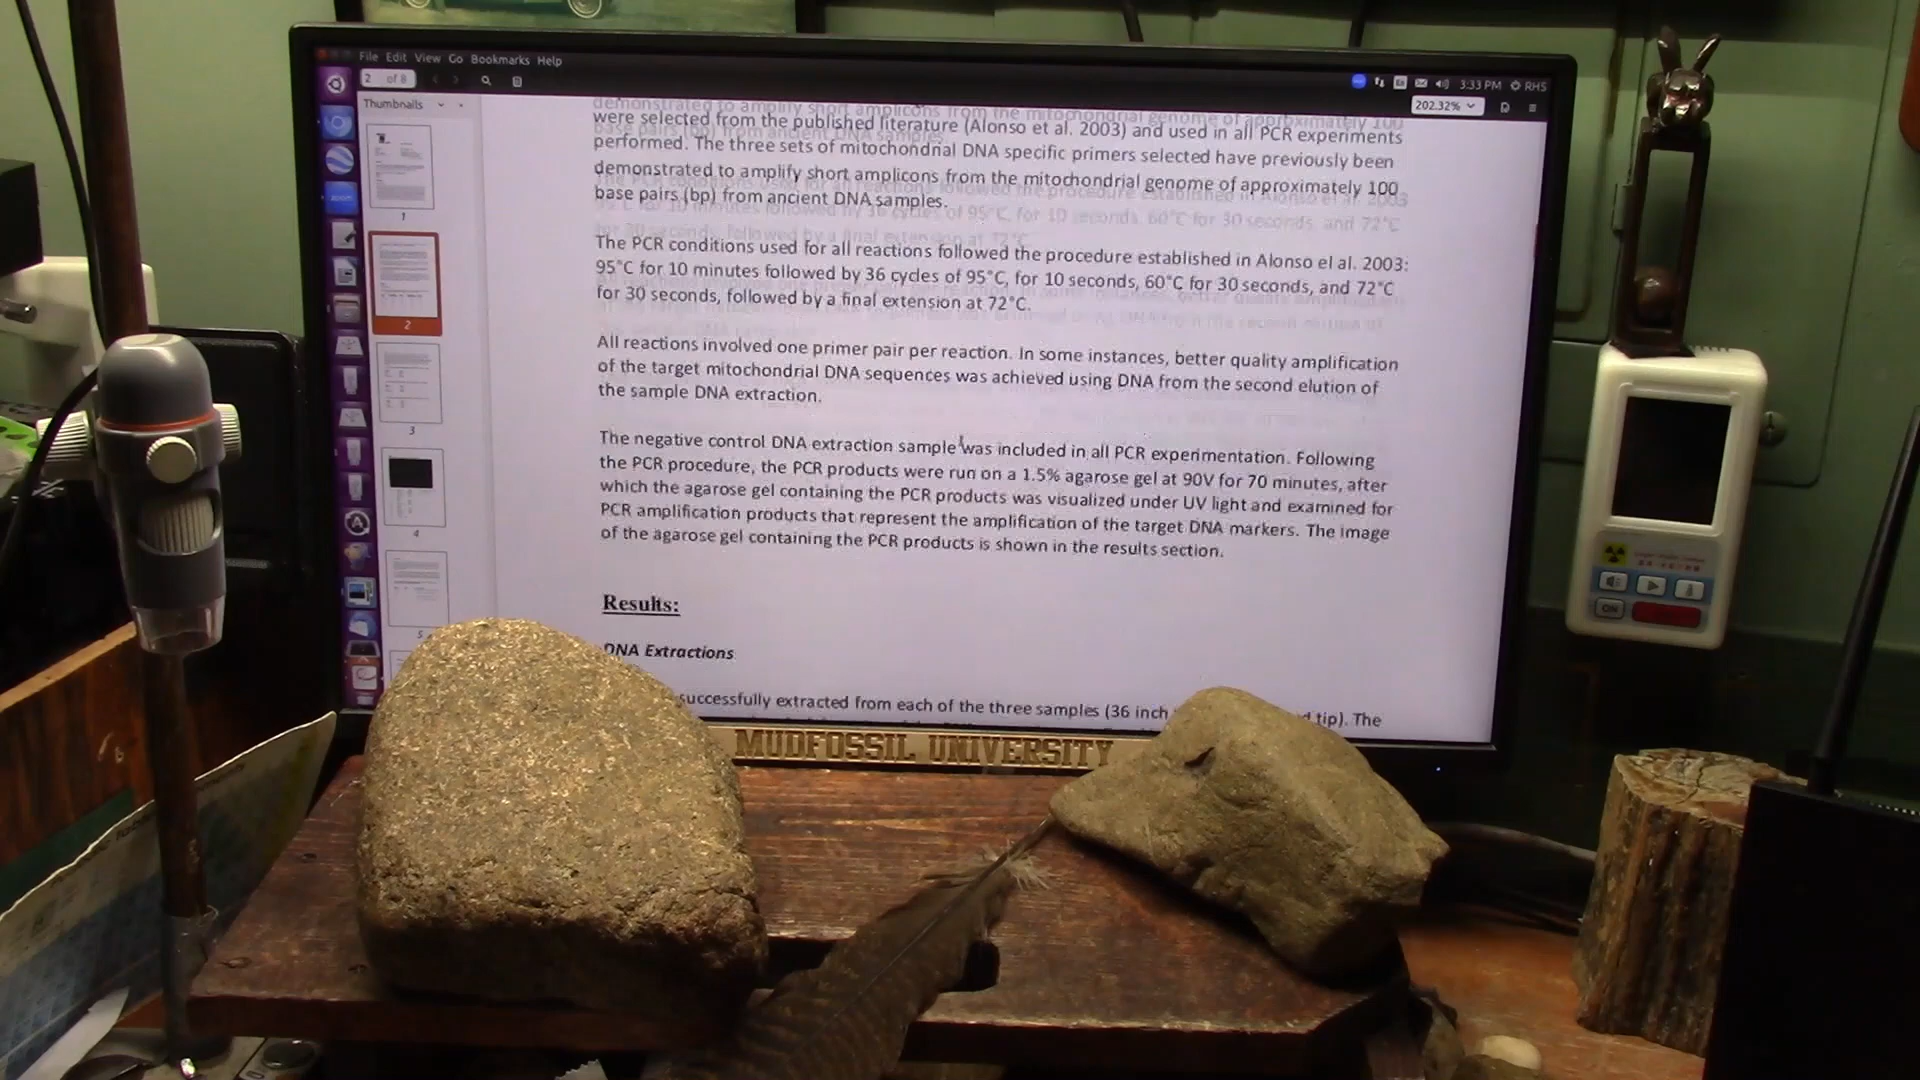 File Edit View Go Bookmarks Help
3:33 PM RHS
2 of 8
202.32%
Thumbnails
were selected from the published literature (Alonso et al. 2003) and used in all PCR experiments
performed. The three sets of mitochondrial DNA specific primers selected have previously been
demonstrated to amplify short amplicons from the mitochondrial genome of approximately 100
base pairs (bp) from ancient DNA samples.
The PCR conditions used for all reactions followed the procedure established in Alonso el al. 2003:
95°C for 10 minutes followed by 36 cycles of 95°C, for 10 seconds, 60°C for 30 seconds, and 72°C
for 30 seconds, followed by a final extension at 72°C.
All reactions involved one primer pair per reaction. In some instances, better quality amplification
of the target mitochondrial DNA sequences was achieved using DNA from the second elution of
the sample DNA extraction.
The negative control DNA extraction sample was included in all PCR experimentation. Following
the PCR procedure, the PCR products were run on a 1.5% agarose gel at 90V for 70 minutes, after
which the agarose gel containing the PCR products was visualized under UV light and examined for
PCR amplification products that represent the amplification of the target DNA markers. The image
of the agarose gel containing the PCR products is shown in the results section.
Results:
DNA Extractions
successfully extracted from each of the three samples (36 inch tip). The
1
2
3
4
5
MUDFOSSIL UNIVERSITY
ON